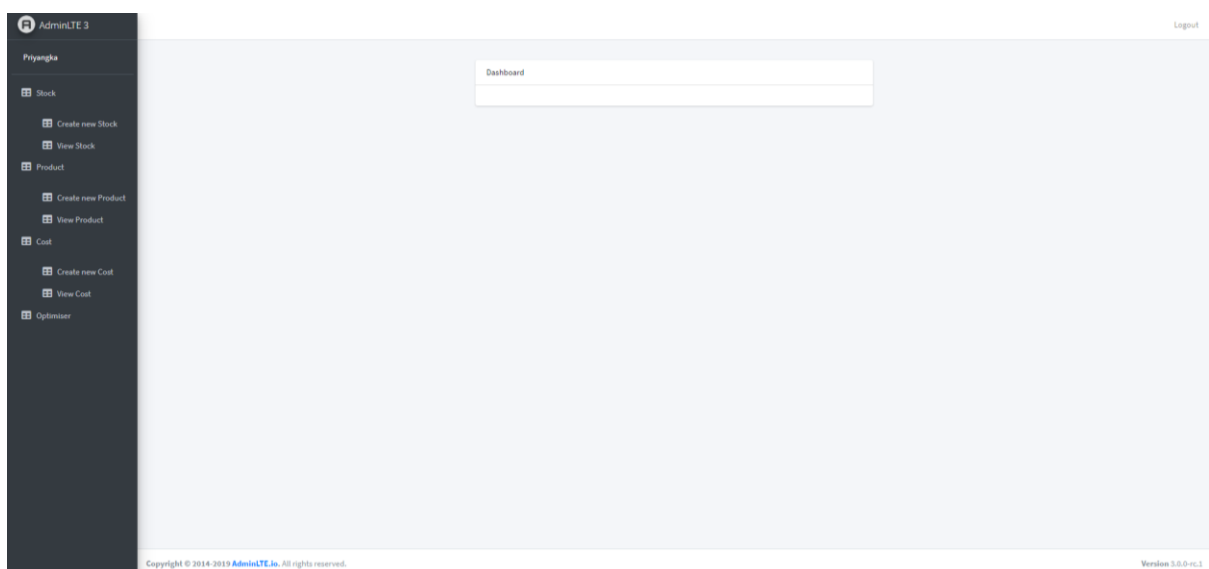 AdminLTE 3
Logout
Priyangka
Dashboard
Stock
Create new Stock
View Stock
Product
Create new Product
View Product
Cost
Create new Cost
View Cost
Optimiser
Copyright © 2014-2019 AdminLTE.io. All rights reserved.
Version 3.0.0-rc.1